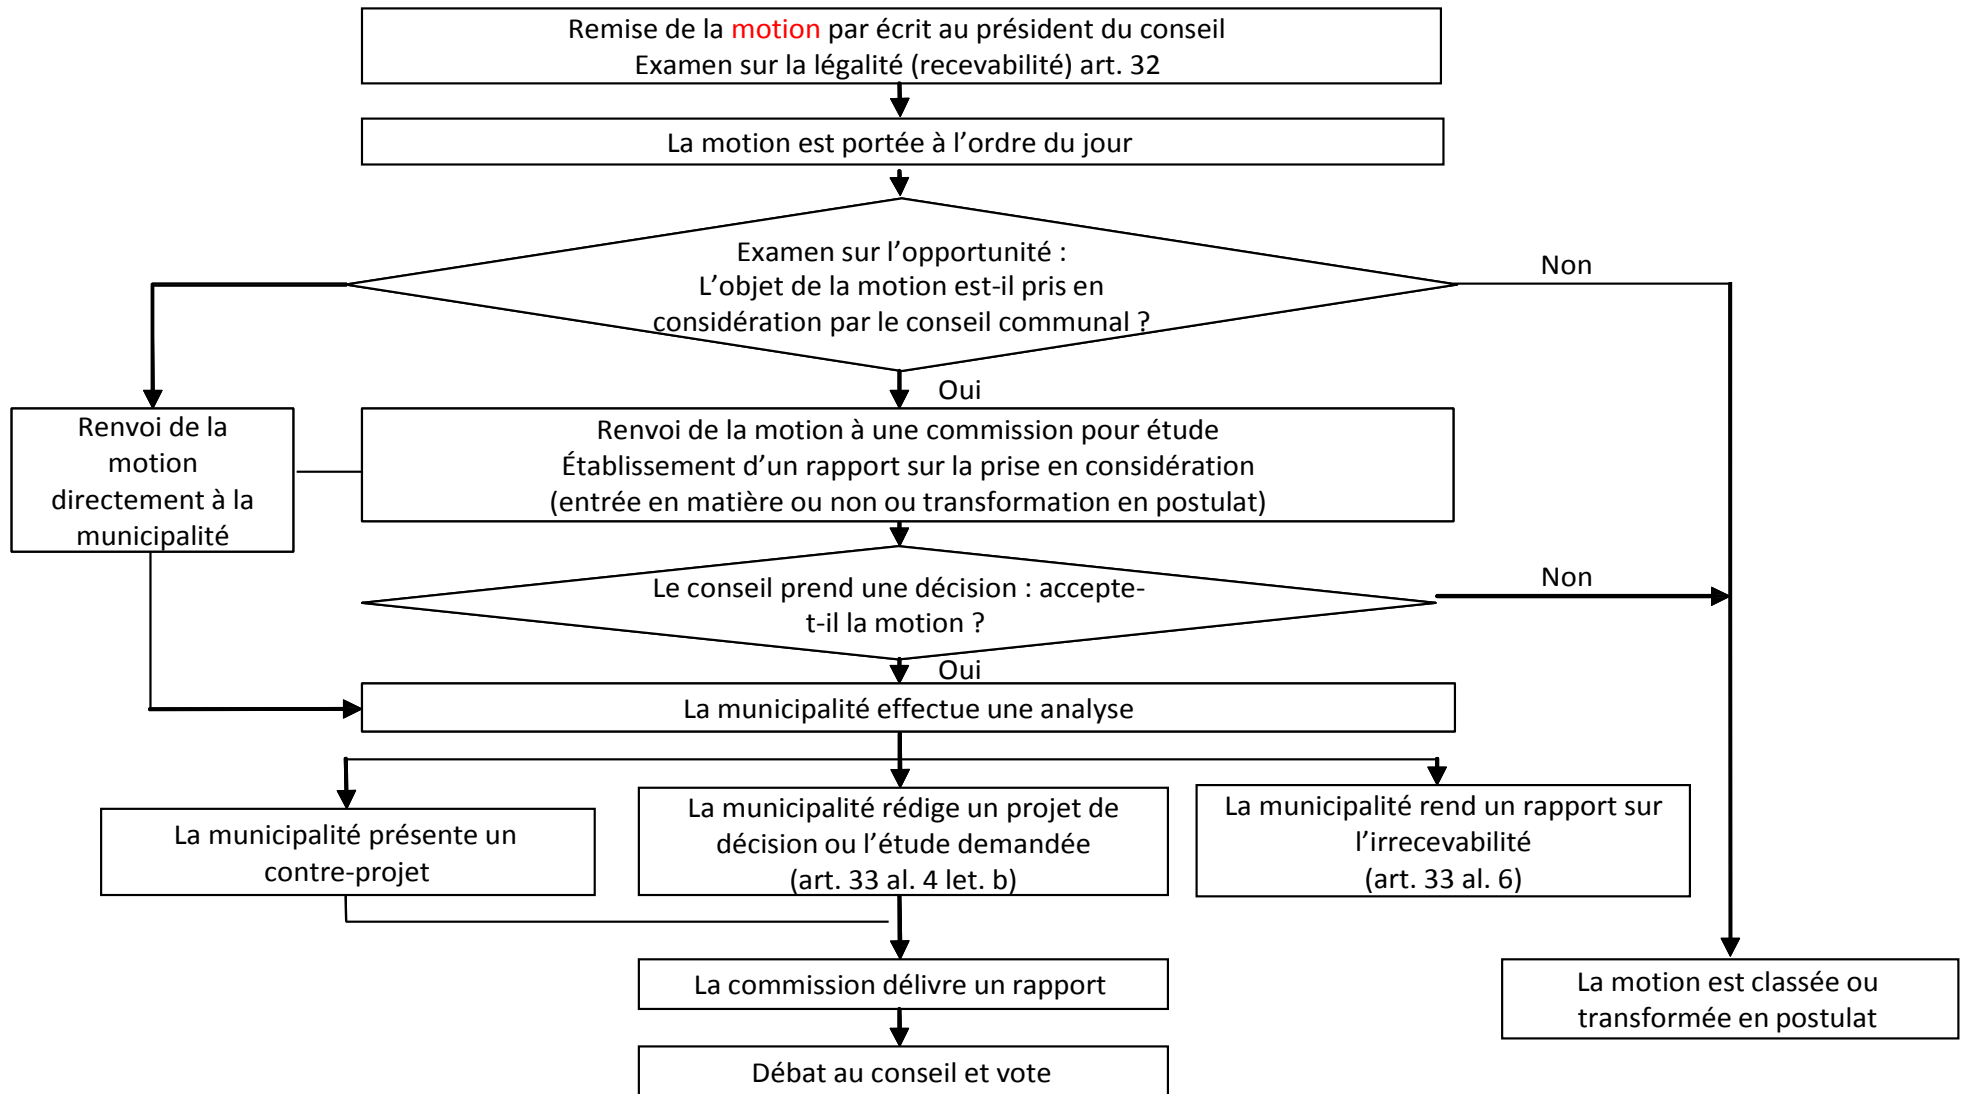 Remise de la motion par écrit au président du conseil
Examen sur la légalité (recevabilité) art. 32
La motion est portée à l’ordre du jour
Examen sur l’opportunité :
L’objet de la motion est-il pris en
considération par le conseil communal ?
Non
Oui
Renvoi de la
motion
directement à la
municipalité
Renvoi de la motion à une commission pour étude
Établissement d’un rapport sur la prise en considération
(entrée en matière ou non ou transformation en postulat)
Le conseil prend une décision : accepte-
t-il la motion ?
Non
Oui
La municipalité effectue une analyse
La municipalité présente un
contre-projet
La municipalité rédige un projet de
décision ou l’étude demandée
(art. 33 al. 4 let. b)
La municipalité rend un rapport sur
l’irrecevabilité
(art. 33 al. 6)
La commission délivre un rapport
La motion est classée ou
transformée en postulat
Débat au conseil et vote